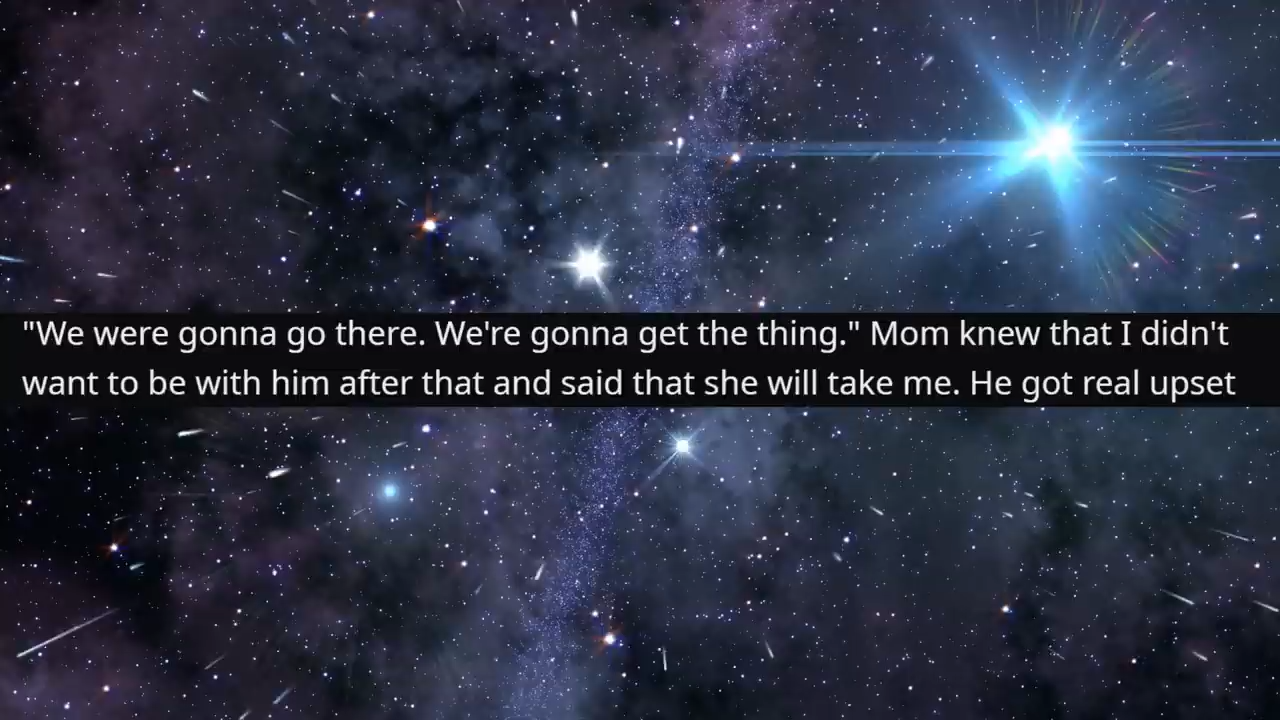 "We were gonna go there. We're gonna get the thing." Mom knew that I didn't
want to be with him after that and said that she will take me. He got real upset